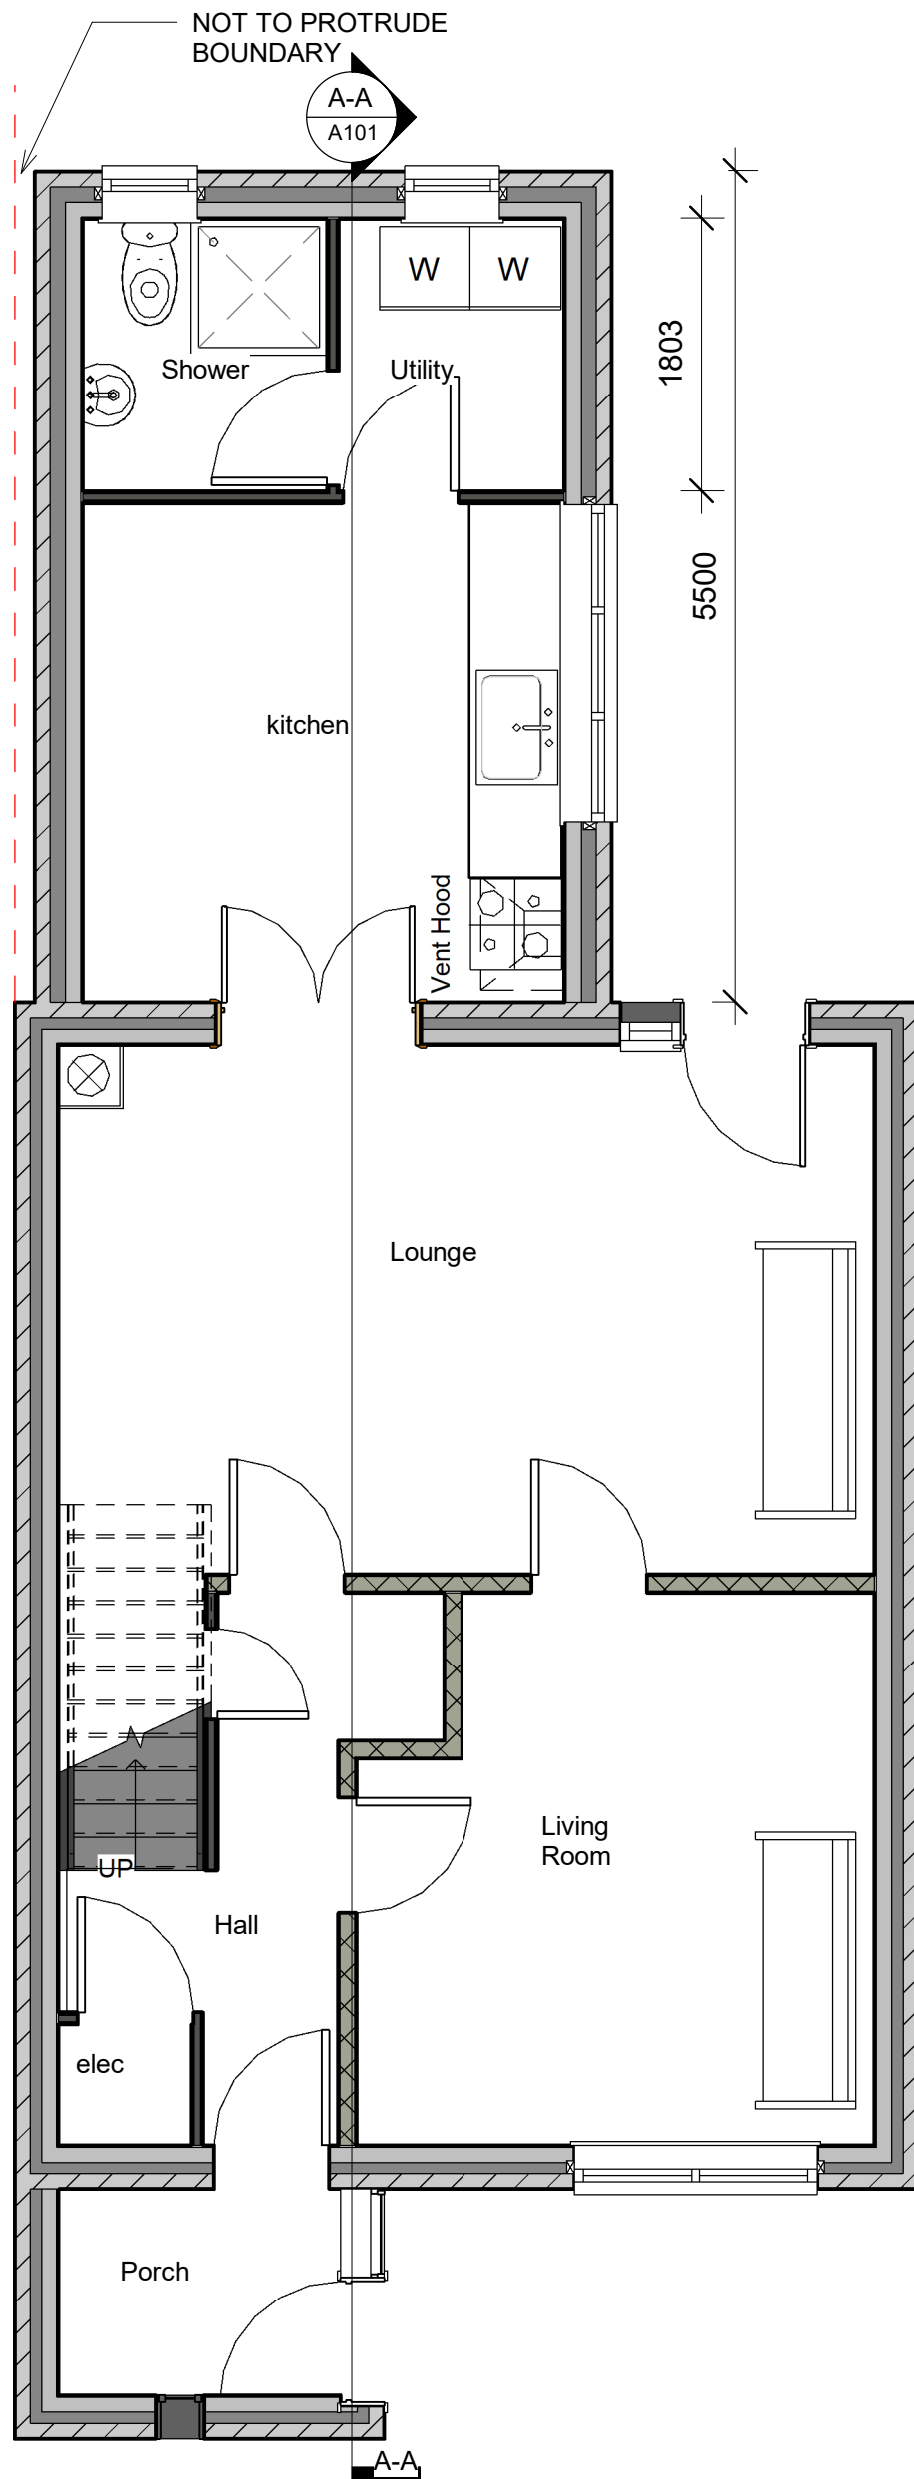 NOT TO PROTRUDE
BOUNDARY
A-A
A101
W W
1803
Shower
Utility
5500
kitchen
Vent Hood
Lounge
Living
Room
UP
Hall
elec
Porch
A-A